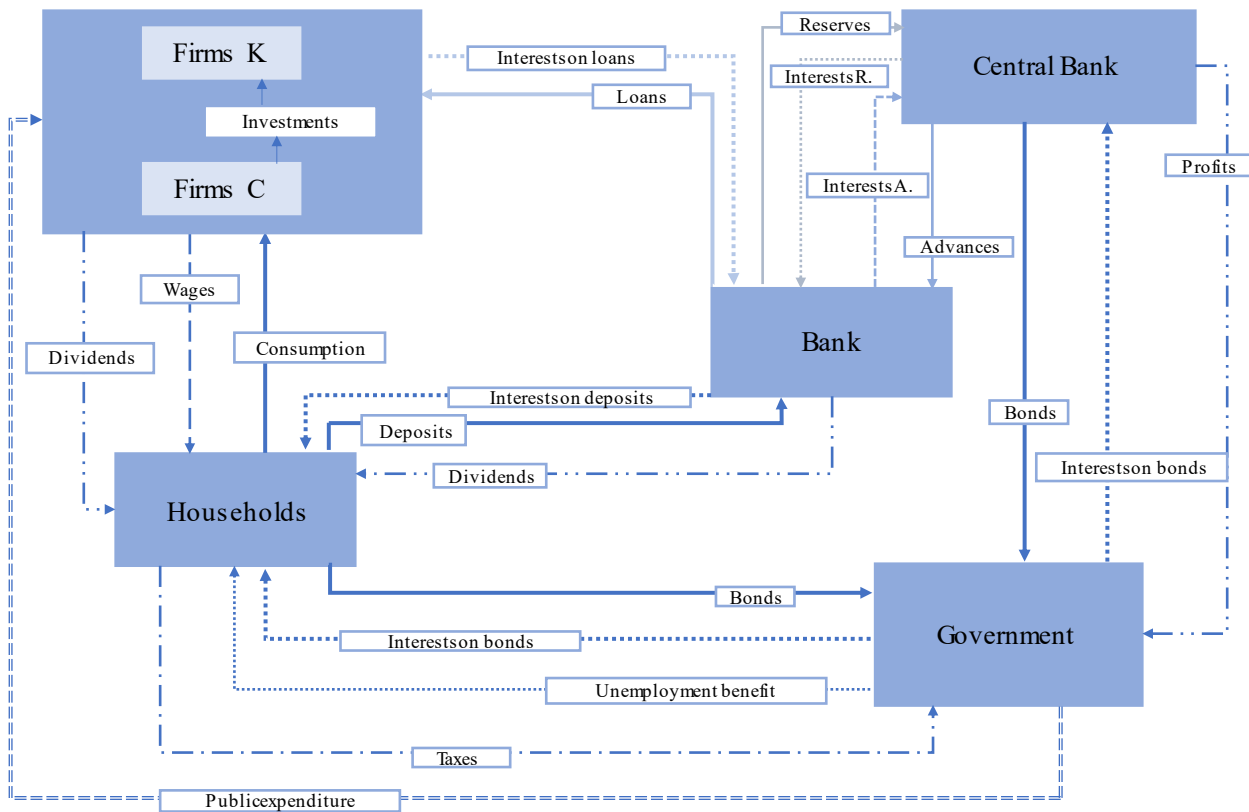 Reserves
Firms K
Interestson loans
Central Bank
InterestsR.
Loans
Investments
Profits
Firms C
InterestsA.
Advances
Wages
Bank
Consumption
Dividends
Interestson deposits
Bonds
Deposits
Interestson bonds
Dividends
Households
Bonds
Government
Interestson bonds
Unemployment benefit
Taxes
Publicexpenditure